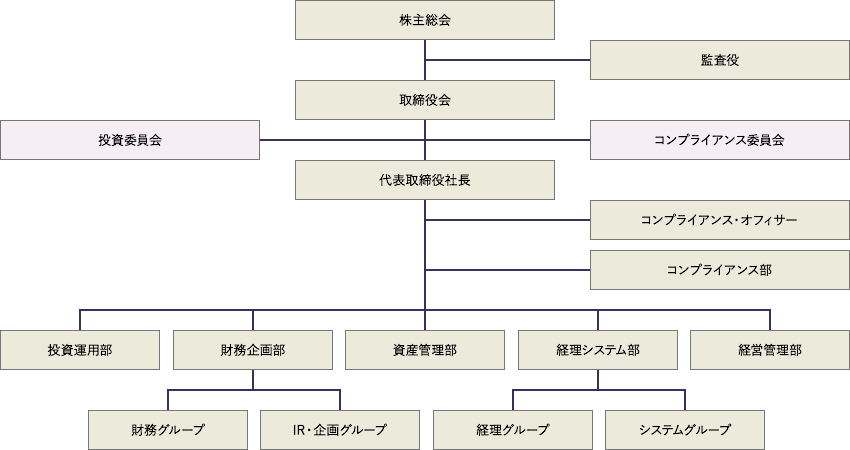 株主総会
監査役
取締役会
投資委員会
コンプライアンス委員会
代表取締役社長
コンプライアンス・オフィサー
コンプライアンス部
投資運用部
財務企画部
資産管理部
経理システム部
経営管理部
財務グループ
IR・企画グループ
経理グループ
システムグループ